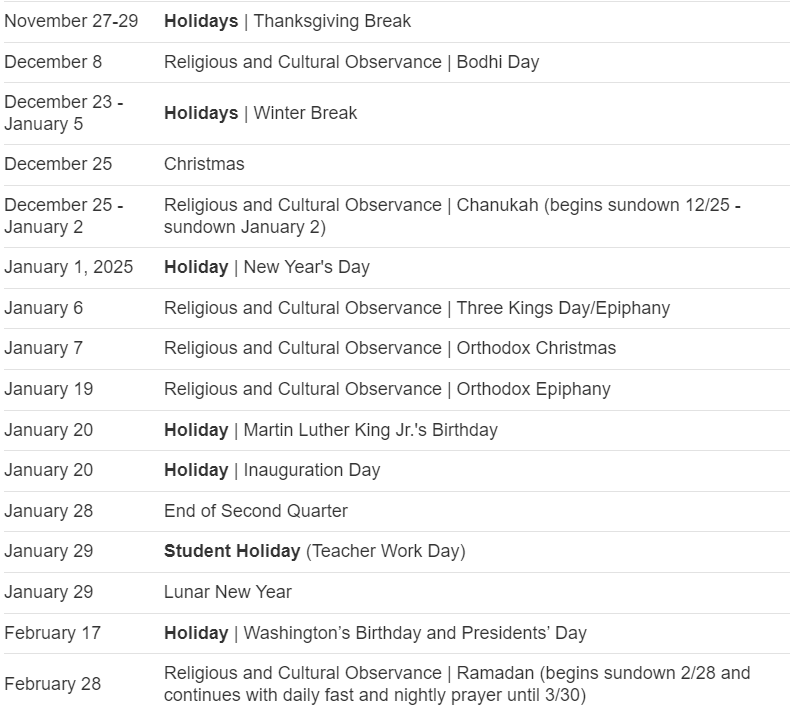 November 27-29 Holidays | Thanksgiving Break
December 8 Religious and Cultural Observance | Bodhi Day
December 23 -
January 5
Holidays | Winter Break
December 25 Christmas
December 25 -
January 2
Religious and Cultural Observance | Chanukah (begins sundown 12/25 -
sundown January 2)
January 1, 2025 Holiday | New Year's Day
January 6 Religious and Cultural Observance | Three Kings Day/Epiphany
January 7 Religious and Cultural Observance | Orthodox Christmas
January 19 Religious and Cultural Observance | Orthodox Epiphany
January 20 Holiday | Martin Luther King Jr.'s Birthday
January 20 Holiday | Inauguration Day
January 28 End of Second Quarter
January 29 Student Holiday (Teacher Work Day)
January 29 Lunar New Year
February 17 Holiday | Washington’s Birthday and Presidents’ Day
February 28
Religious and Cultural Observance | Ramadan (begins sundown 2/28 and
continues with daily fast and nightly prayer until 3/30)